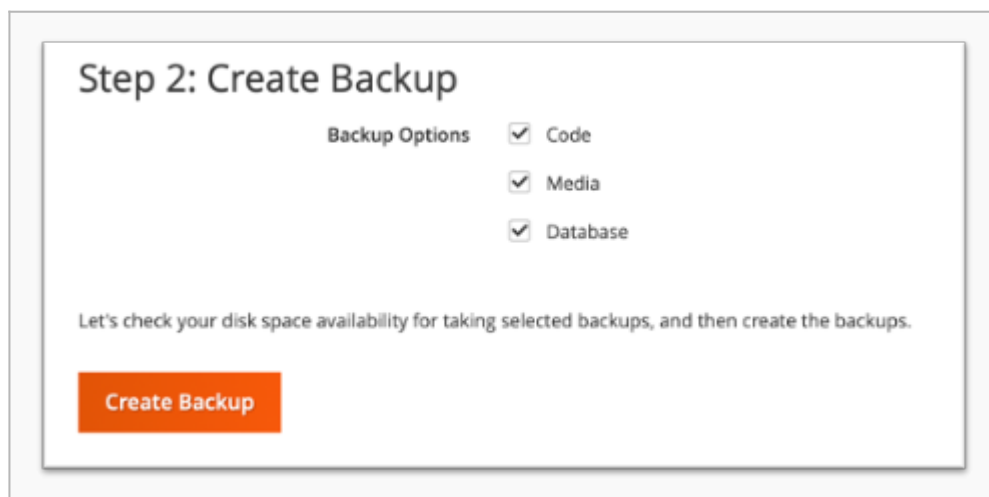 Step 2: Create Backup
Backup Options Code
Media
Database
Let's check your disk space availability for taking selected backups, and then create the backups.
Create Backup